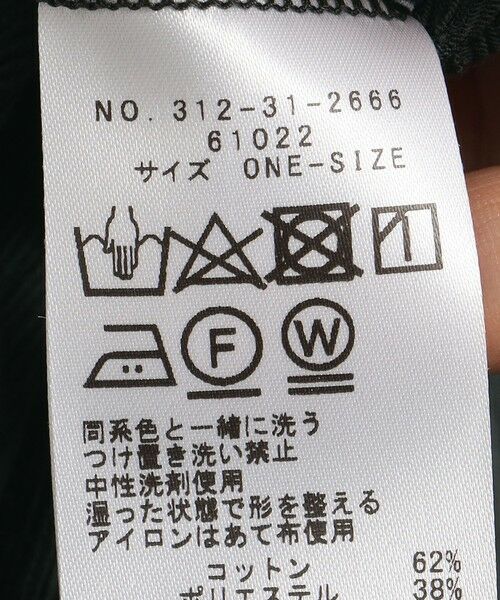 NO. 312-31-2666
61022
サイズ ONE-SIZE
F
W
同系色と一緒に洗う
つけ置き洗い禁止
中性洗剤使用
湿った状態で形を整える
アイロンはあて布使用
コットン 62%
ポリエステル 38%